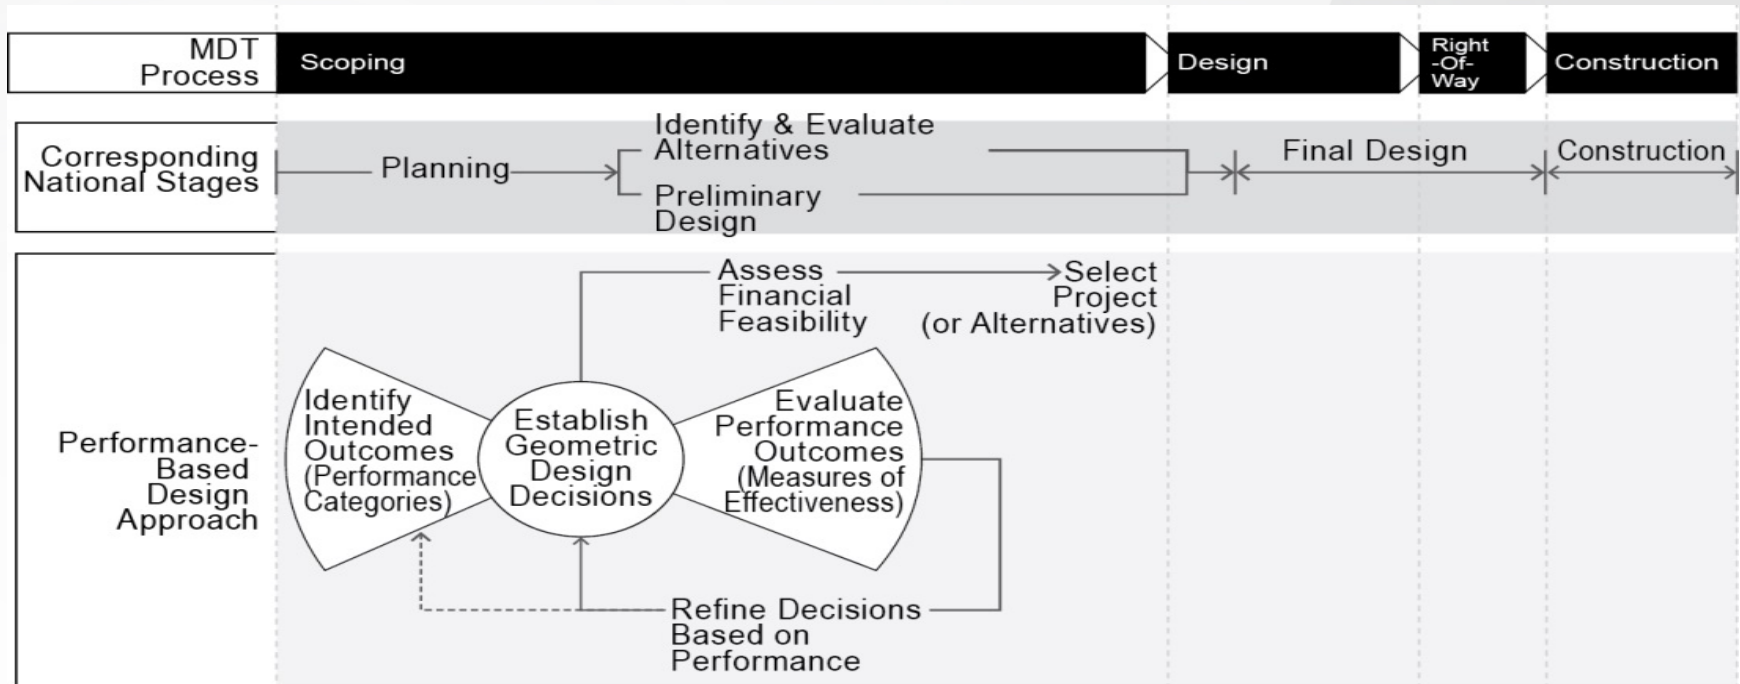 MDT
Process
Scoping
Design
Right
-Of-
Way
Construction
Corresponding
National Stages
Planning
Identify & Evaluate
Alternatives
Preliminary
Design
Final Design
Construction
Performance-
Based
Design
Approach
Assess
Financial
Feasibility
Select
Project
(or Alternatives)
Identify
Intended
Outcomes
(Performance
Categories)
Establish
Geometric
Design
Decisions
Evaluate
Performance
Outcomes
(Measures of
Effectiveness)
Refine Decisions
Based on
Performance